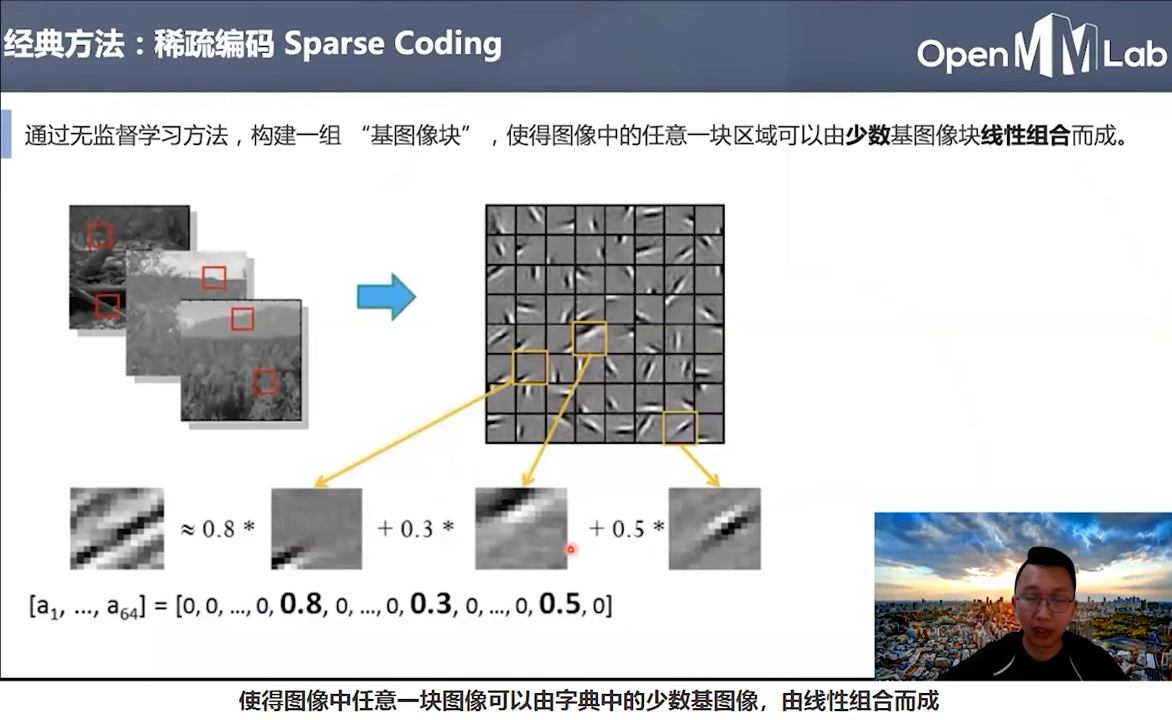 经典方法：稀疏编码 Sparse Coding
Open MM Lab
通过无监督学习方法，构建一组 “基图像块” ，使得图像中的任意一块区域可以由少数基图像块线性组合而成。
≈ 0.8 * + 0.3 * + 0.5 *
[a₁, ..., a₆₄] = [0, 0, ..., 0, 0.8, 0, ..., 0, 0.3, 0, ..., 0, 0.5, 0]
使得图像中任意一块图像可以由字典中的少数基图像，由线性组合而成